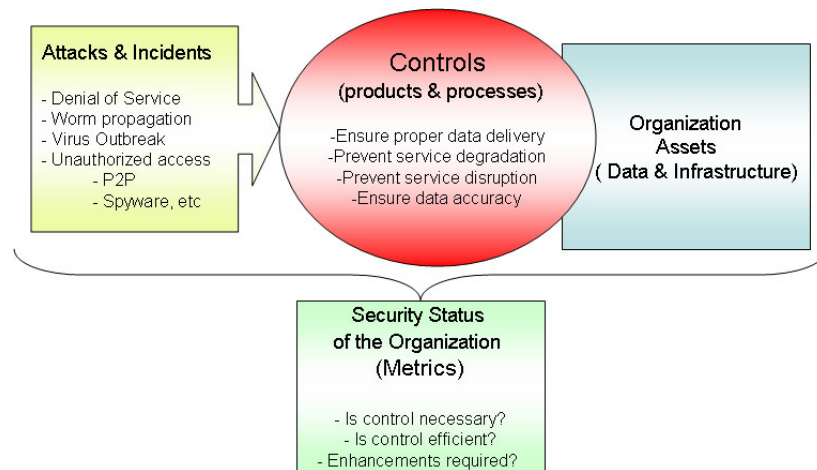 Attacks & Incidents
- Denial of Service
- Worm propagation
- Virus Outbreak
- Unauthorized access
- P2P
- Spyware, etc
Controls
(products & processes)
-Ensure proper data delivery
-Prevent service degradation
-Prevent service disruption
-Ensure data accuracy
Organization
Assets
( Data & Infrastructure)
Security Status
of the Organization
(Metrics)
- Is control necessary?
- Is control efficient?
- Enhancements required?